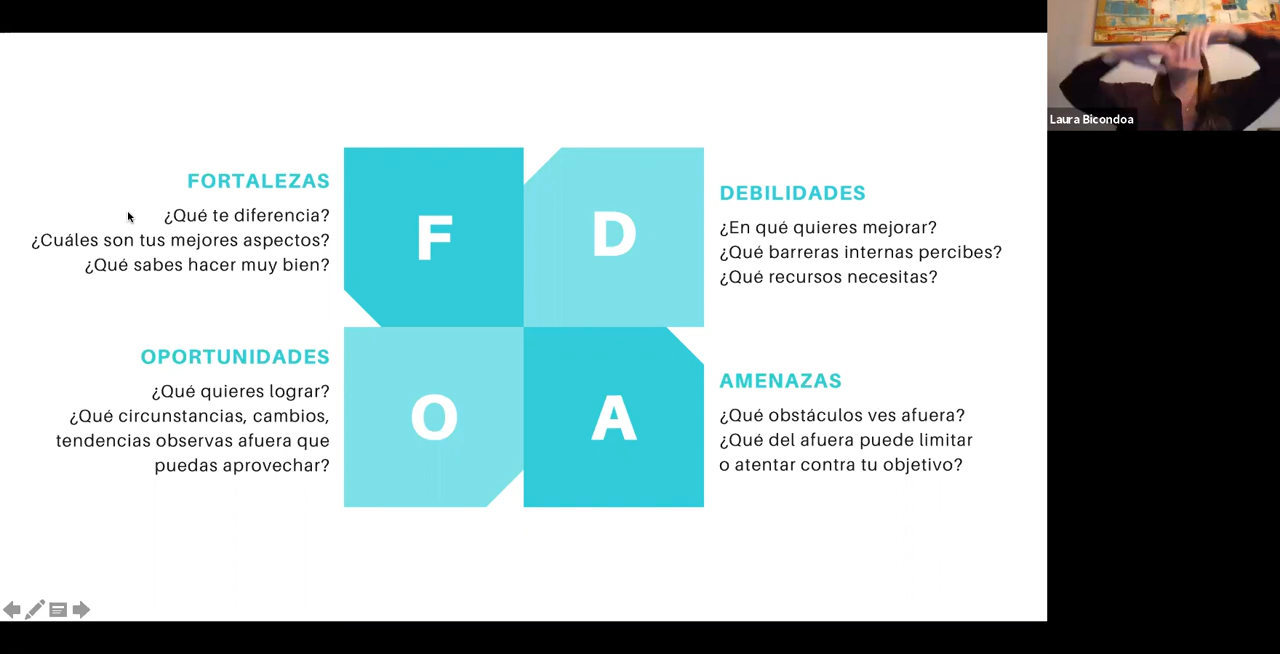 FORTALEZAS
¿Qué te diferencia?
¿Cuáles son tus mejores aspectos?
¿Qué sabes hacer muy bien?
F
D
DEBILIDADES
¿En qué quieres mejorar?
¿Qué barreras internas percibes?
¿Qué recursos necesitas?
OPORTUNIDADES
¿Qué quieres lograr?
¿Qué circunstancias, cambios,
tendencias observas afuera que
puedas aprovechar?
O
A
AMENAZAS
¿Qué obstáculos ves afuera?
¿Qué del afuera puede limitar
o atentar contra tu objetivo?
Laura Bicondoa